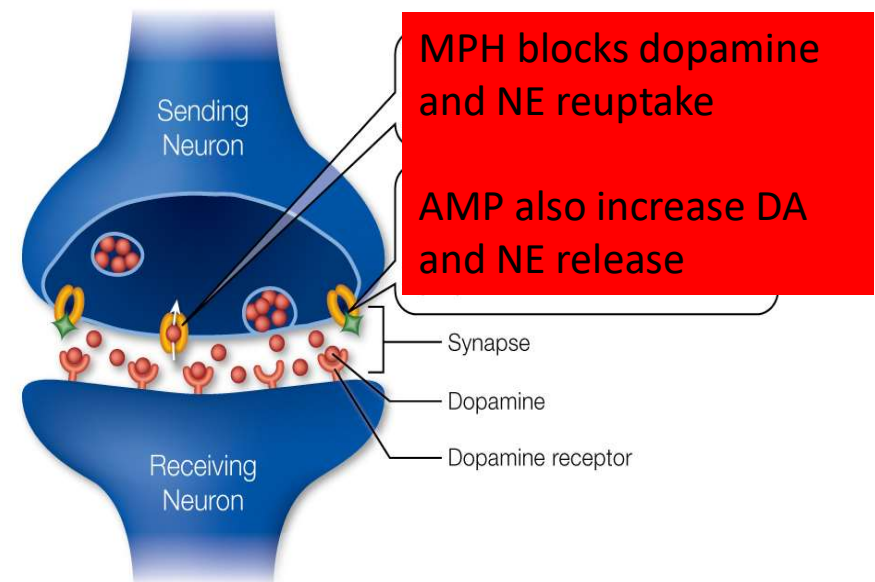 MPH blocks dopamine
and NE reuptake
AMP also increase DA
and NE release
Sending
Neuron
Synapse
Dopamine
Dopamine receptor
Receiving
Neuron